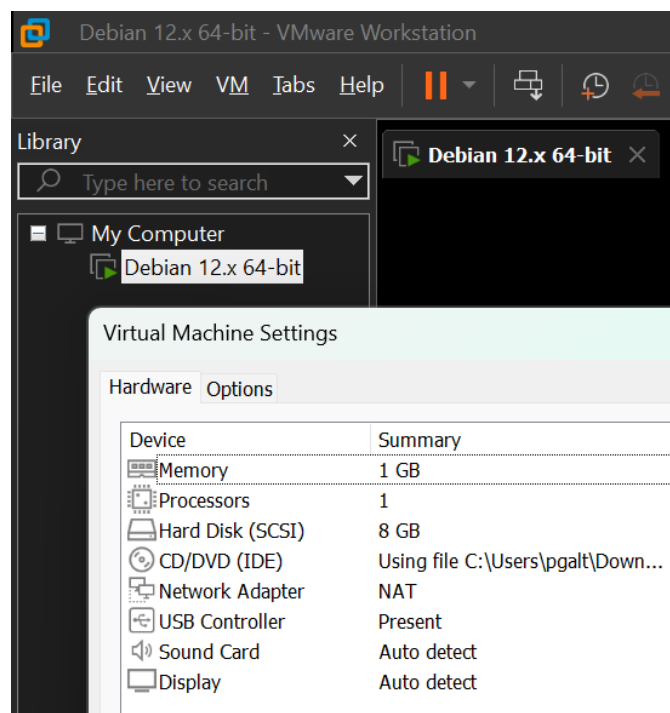 Debian 12.x 64-bit - VMware Workstation
File Edit View VM Tabs Help
Library
Debian 12.x 64-bit
Type here to search
My Computer
Debian 12.x 64-bit
Virtual Machine Settings
Hardware Options
Device Summary
Memory 1 GB
Processors 1
Hard Disk (SCSI) 8 GB
CD/DVD (IDE) Using file C:\Users\pgalt\Down...
Network Adapter NAT
USB Controller Present
Sound Card Auto detect
Display Auto detect